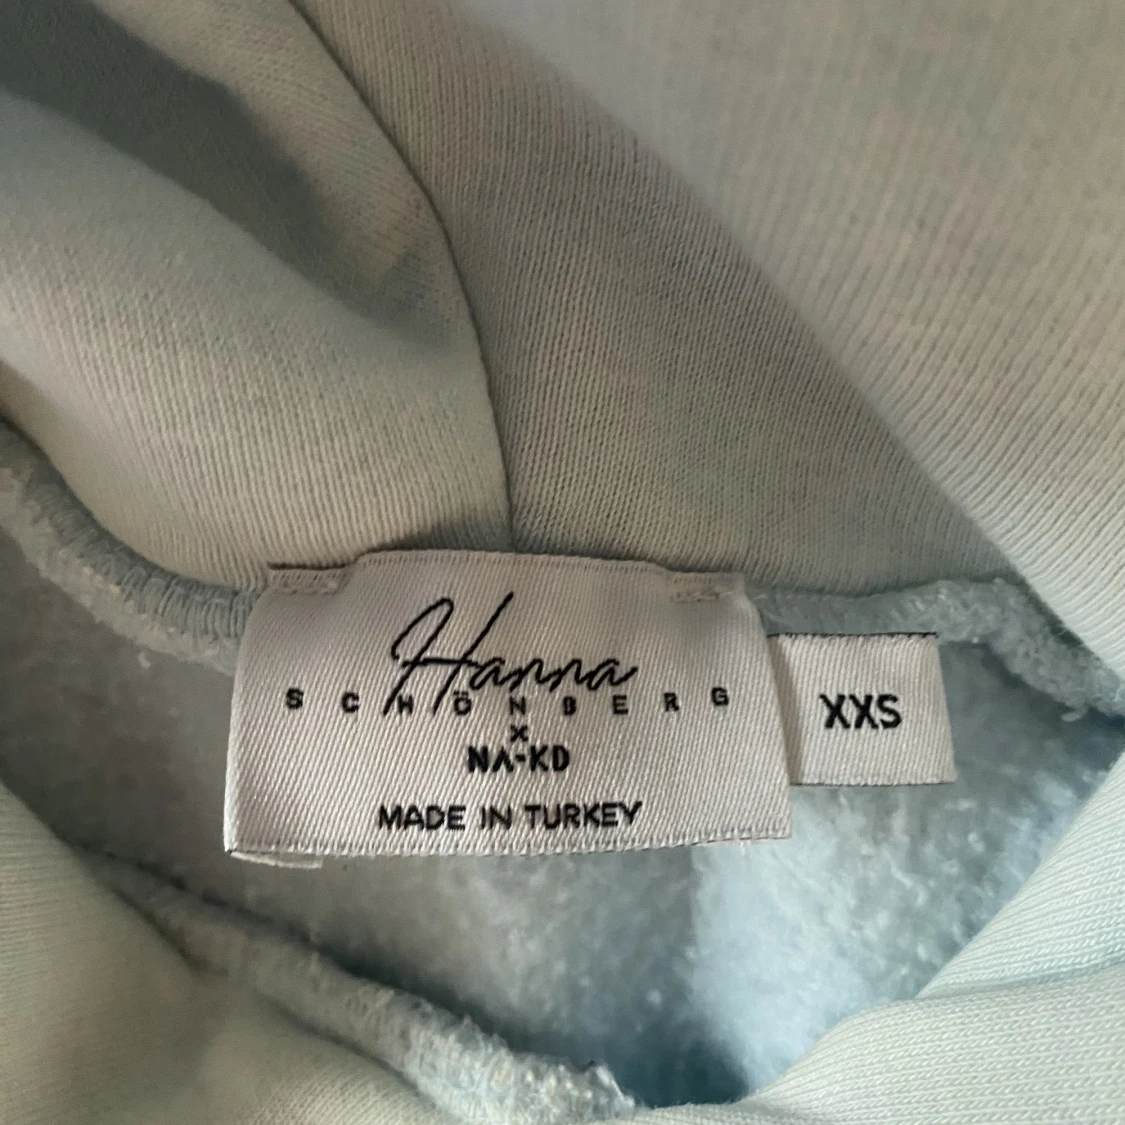 Hanna
SCHÖNBERG
x
NA-KD
MADE IN TURKEY
XXS